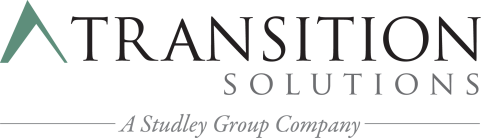 TRANSITION
SOLUTIONS
A Studley Group Company